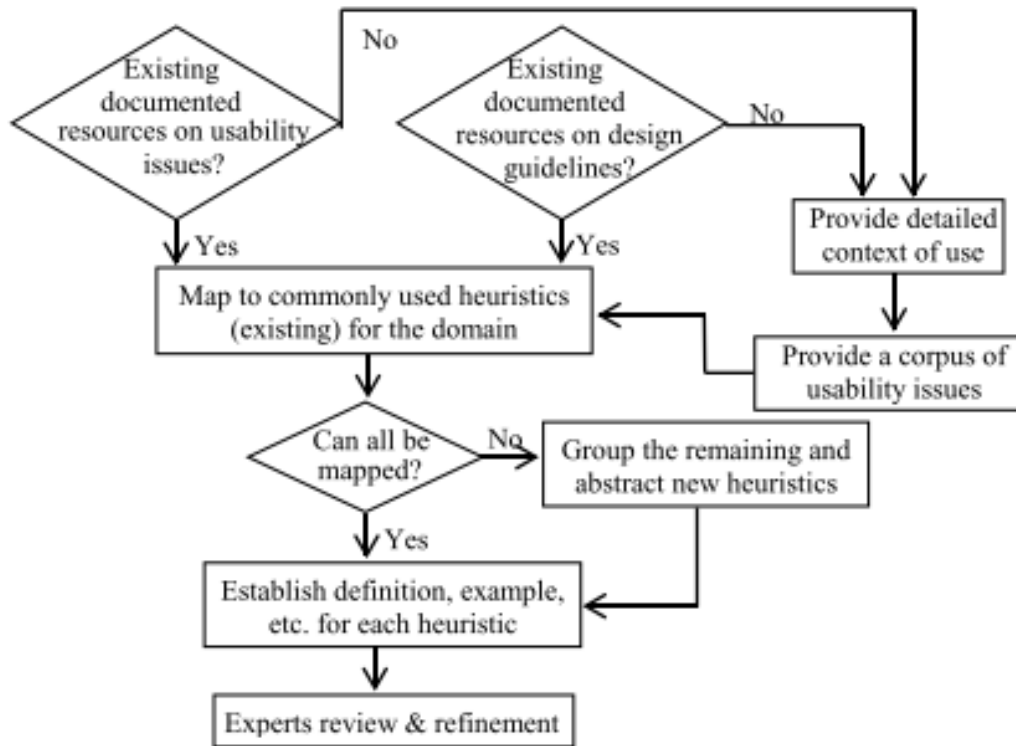 No
Existing
documented
resources on usability
issues?
Existing
documented
resources on design
guidelines?
No
Provide detailed
context of use
Yes
Yes
Map to commonly used heuristics
(existing) for the domain
Provide a corpus of
usability issues
Can all be
mapped?
No
Group the remaining and
abstract new heuristics
Yes
Establish definition, example,
etc. for each heuristic
Experts review & refinement